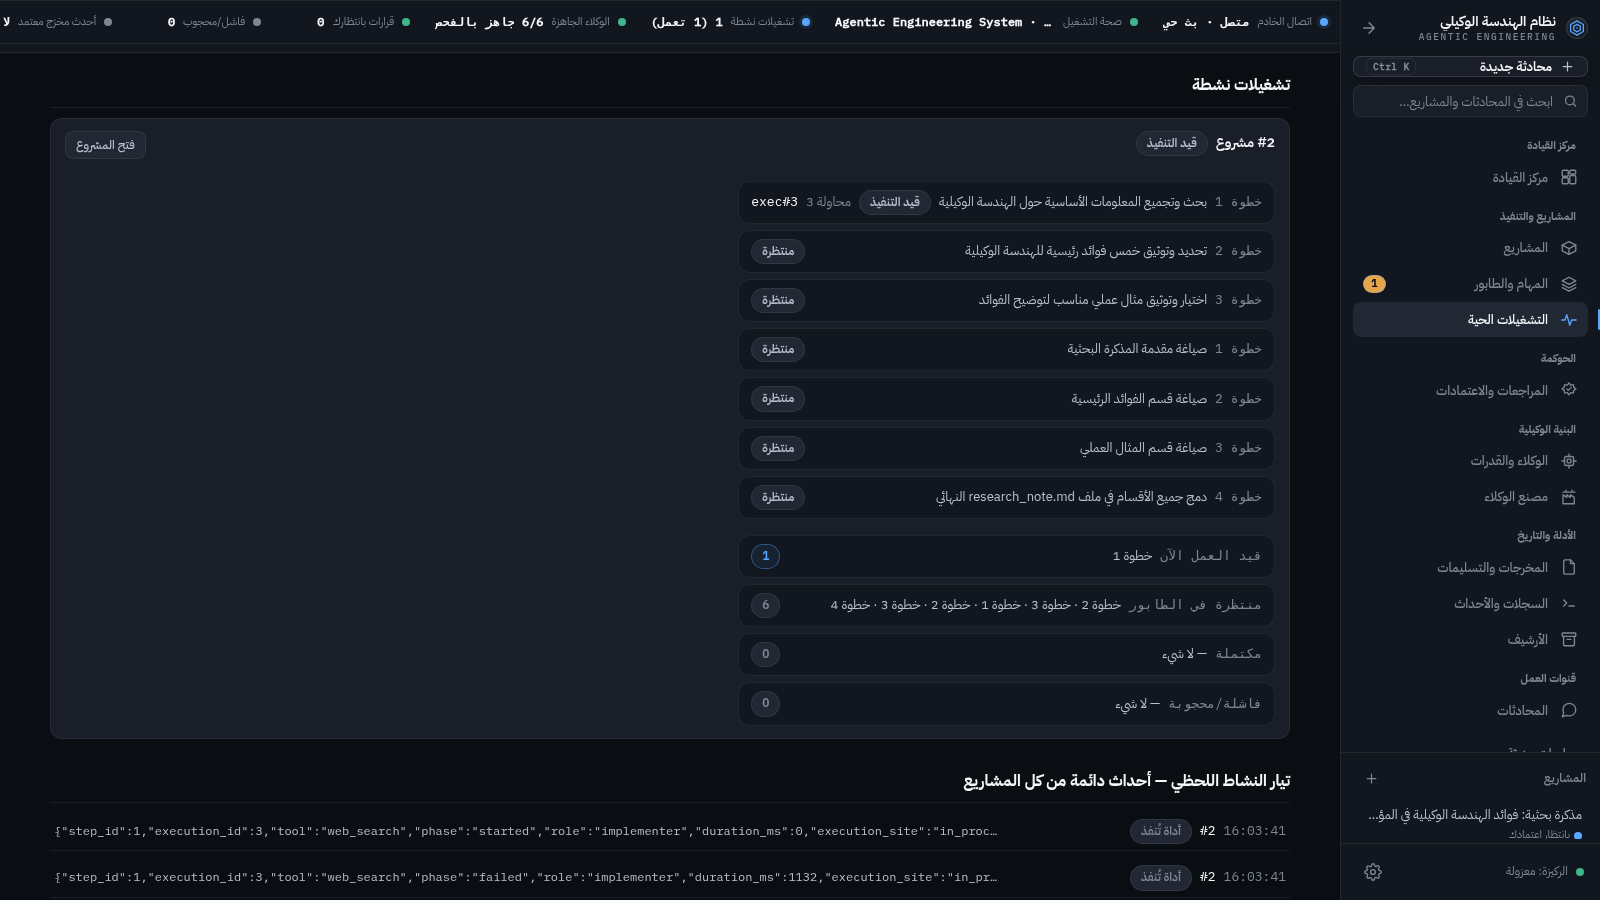 اتصال الخادم متصل · بث حي
صحة التشغيل Agentic Engineering System · …
تشغيلات نشطة 1 (1 تعمل)
الوكلاء الجاهزة 6/6 جاهز بالفحص
قرارات بانتظارك 0
فاشل/محجوب 0
أحدث مخرج معتمد لا
نظام الهندسة الوكيلي
AGENTIC ENGINEERING
محادثة جديدة Ctrl K
ابحث في المحادثات والمشاريع...
مركز القيادة
مركز القيادة
المشاريع والتنفيذ
المشاريع
المهام والطابور 1
التشغيلات الحية
الحوكمة
المراجعات والاعتمادات
البنية الوكيلية
الوكلاء والقدرات
مصنع الوكلاء
الأدلة والتاريخ
المخرجات والتسليمات
السجلات والأحداث
الأرشيف
قنوات العمل
المحادثات
المشاريع
مذكرة بحثية: فوائد الهندسة الوكيلية في المؤ...
بانتظار اعتمادك
الركيزة: معزولة
تشغيلات نشطة
#2 مشروع قيد التنفيذ
فتح المشروع
خطوة 1 بحث وتجميع المعلومات الأساسية حول الهندسة الوكيلية قيد التنفيذ محاولة 3 exec#3
خطوة 2 تحديد وتوثيق خمس فوائد رئيسية للهندسة الوكيلية منتظرة
خطوة 3 اختيار وتوثيق مثال عملي مناسب لتوضيح الفوائد منتظرة
خطوة 1 صياغة مقدمة المذكرة البحثية منتظرة
خطوة 2 صياغة قسم الفوائد الرئيسية منتظرة
خطوة 3 صياغة قسم المثال العملي منتظرة
خطوة 4 دمج جميع الأقسام في ملف research_note.md النهائي منتظرة
قيد العمل الآن خطوة 1 1
منتظرة في الطابور خطوة 2 · خطوة 3 · خطوة 1 · خطوة 2 · خطوة 3 · خطوة 4 6
مكتملة — لا شيء 0
فاشلة/محجوبة — لا شيء 0
تيار النشاط اللحظي — أحداث دائمة من كل المشاريع
16:03:41 #2 أداة تُنفذ {"step_id":1,"execution_id":3,"tool":"web_search","phase":"started","role":"implementer","duration_ms":0,"execution_site":"in_proc…
16:03:41 #2 أداة تُنفذ {"step_id":1,"execution_id":3,"tool":"web_search","phase":"failed","role":"implementer","duration_ms":1132,"execution_site":"in_pr…